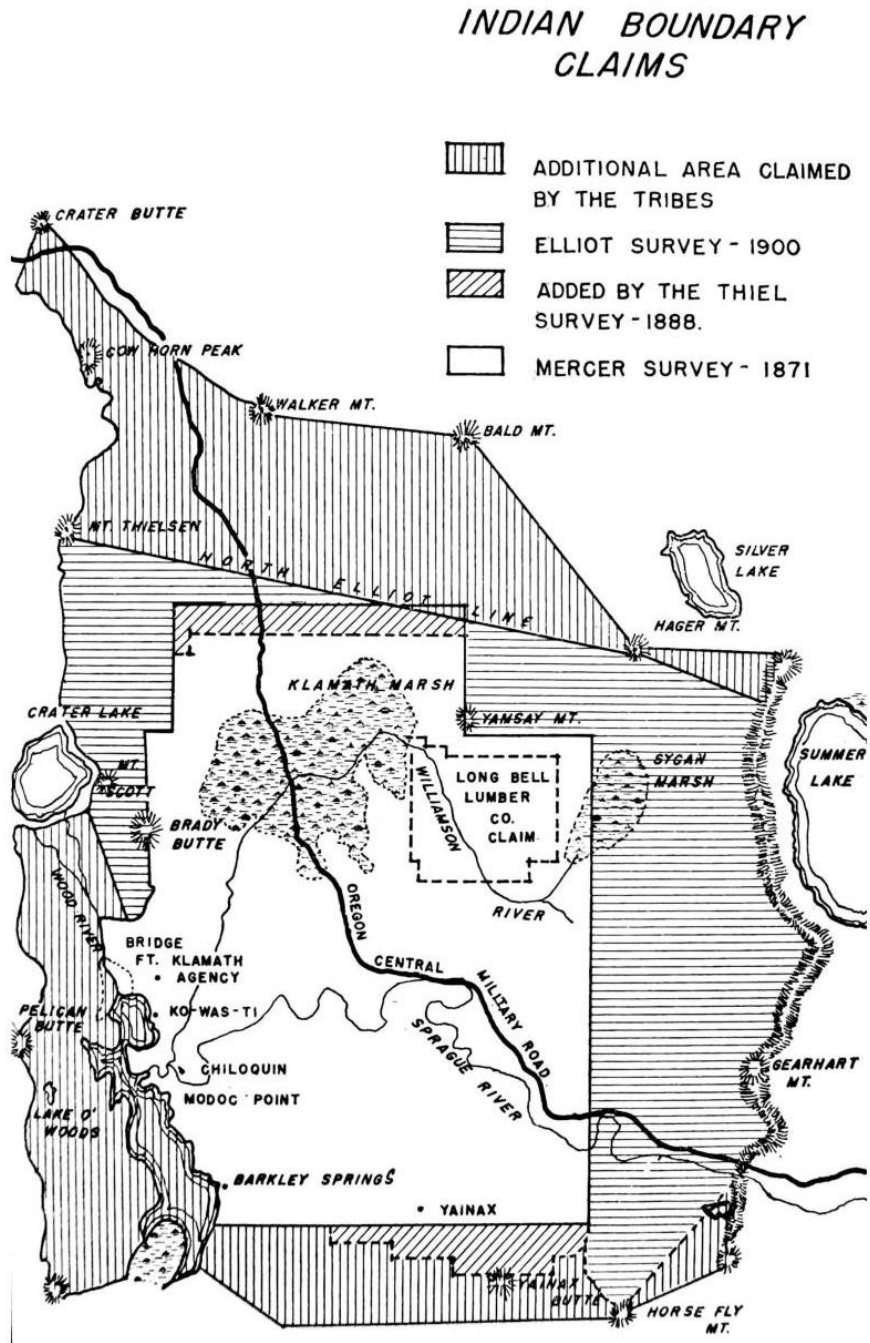 INDIAN BOUNDARY
CLAIMS
ADDITIONAL AREA CLAIMED
BY THE TRIBES
ELLIOT SURVEY - 1900
ADDED BY THE THIEL
SURVEY - 1888.
MERCER SURVEY - 1871
CRATER BUTTE
COW HORN PEAK
WALKER MT.
BALD MT.
MT. THIELSEN
NORTH ELLIOT LINE
SILVER
LAKE
HAGER MT.
KLAMATH MARSH
CRATER LAKE
YAMSAY MT.
MT.
SCOTT
LONG BELL
LUMBER
CO.
CLAIM
SYCAN
MARSH
SUMMER
LAKE
BRADY
BUTTE
WILLIAMSON
RIVER
WOOD RIVER
OREGON
CENTRAL
MILITARY ROAD
BRIDGE
FT. KLAMATH
AGENCY
KO-WAS-TI
PELICAN
BUTTE
SPRAGUE
RIVER
CHILOQUIN
MODOC POINT
GEARHART
MT.
LAKE O'
WOODS
BARKLEY SPRINGS
YAINAX
YAINAX
BUTTE
HORSE FLY
MT.